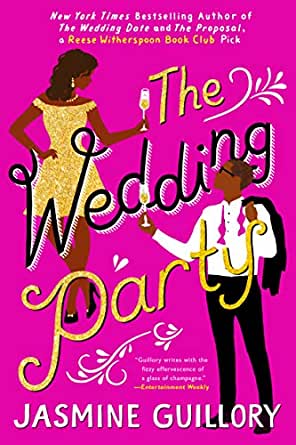 New York Times Bestselling Author of
The Wedding Date and The Proposal,
a Reese Witherspoon Book Club Pick
The
Wedding
Party
"Guillory writes with the
fizzy effervescence of
a glass of champagne."
—Entertainment Weekly
JASMINE GUILLORY